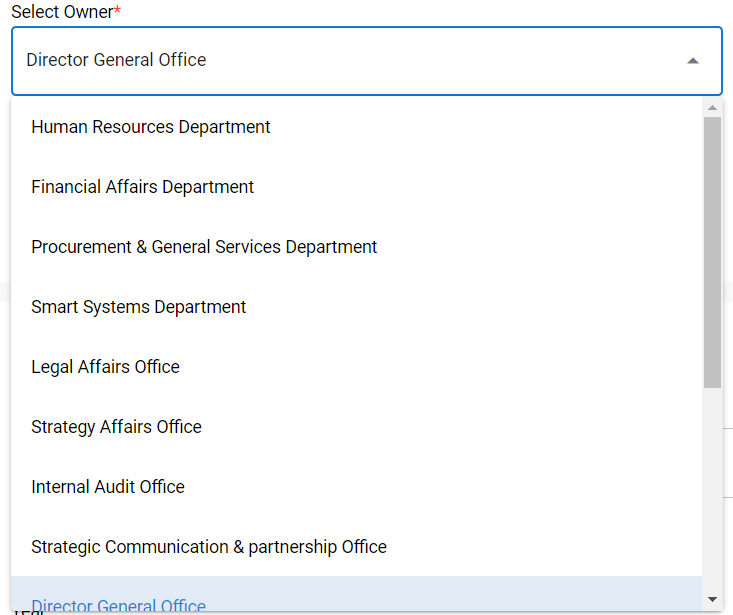 Select Owner*
Director General Office
Human Resources Department
Financial Affairs Department
Procurement & General Services Department
Smart Systems Department
Legal Affairs Office
Strategy Affairs Office
Internal Audit Office
Strategic Communication & partnership Office
Director General Office
Year